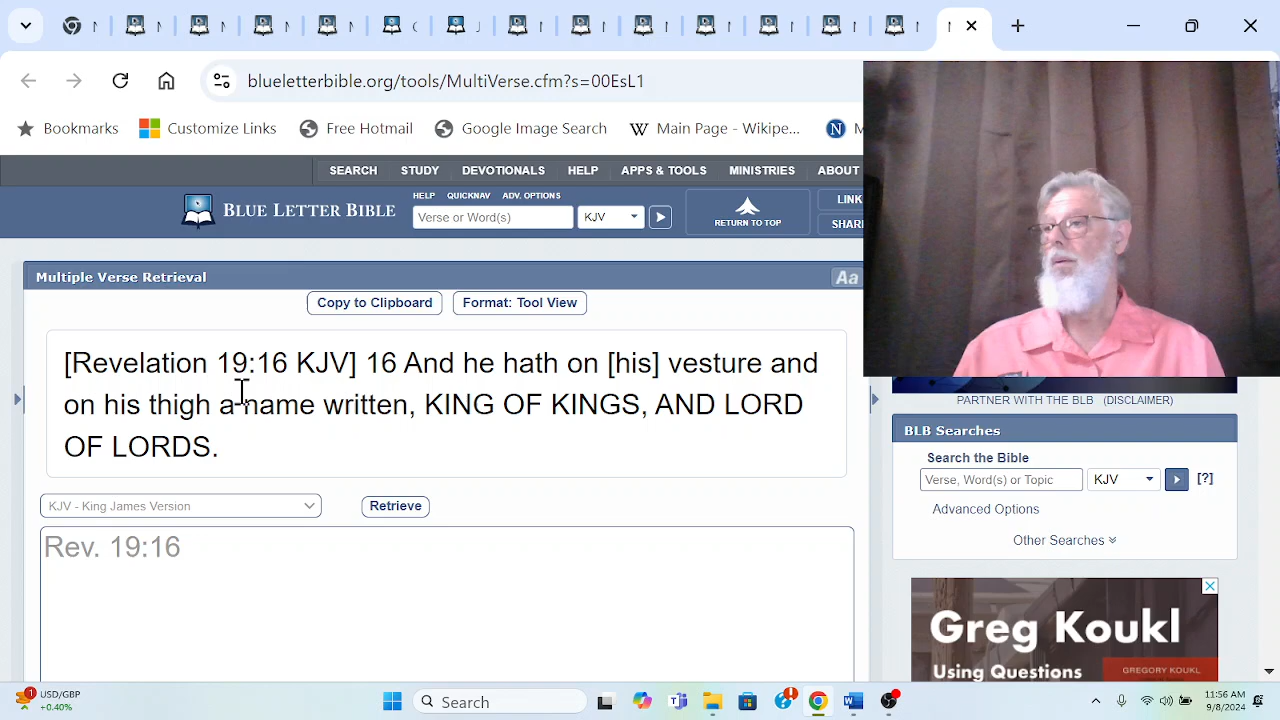 blueletterbible.org/tools/MultiVerse.cfm?s=00EsL1
Bookmarks Customize Links Free Hotmail Google Image Search W Main Page - Wikipe... N
SEARCH STUDY DEVOTIONALS HELP APPS & TOOLS MINISTRIES ABOUT
HELP QUICKNAV ADV. OPTIONS
BLUE LETTER BIBLE
Verse or Word(s) KJV
RETURN TO TOP
LINK
SHAR
Multiple Verse Retrieval Aa
Copy to Clipboard Format: Tool View
[Revelation 19:16 KJV] 16 And he hath on [his] vesture and
on his thigh a name written, KING OF KINGS, AND LORD
OF LORDS.
KJV - King James Version Retrieve
Rev. 19:16
PARTNER WITH THE BLB (DISCLAIMER)
BLB Searches
Search the Bible
Verse, Word(s) or Topic KJV [?]
Advanced Options
Other Searches
Greg Koukl
Using Questions
GREGORY KOUKL
1 USD/GBP
+0.40%
Search
11:56 AM
9/8/2024